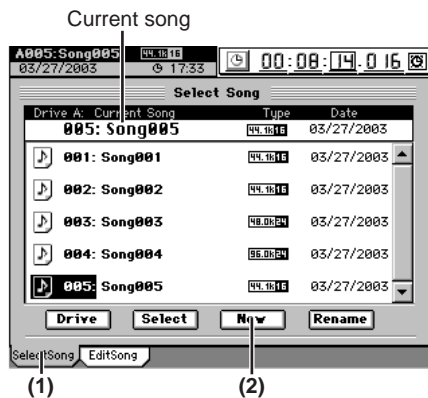 Current song
A005:Song005 44.1k16
03/27/2003 17:33
00:08:14.016
Select Song
Drive A: Current Song Type Date
005: Song005 44.1k16 03/27/2003
001: Song001 44.1k16 03/27/2003
002: Song002 44.1k16 03/27/2003
003: Song003 48.0k24 03/27/2003
004: Song004 96.0k24 03/27/2003
005: Song005 44.1k16 03/27/2003
Drive Select New Rename
SelectSong EditSong
(1) (2)